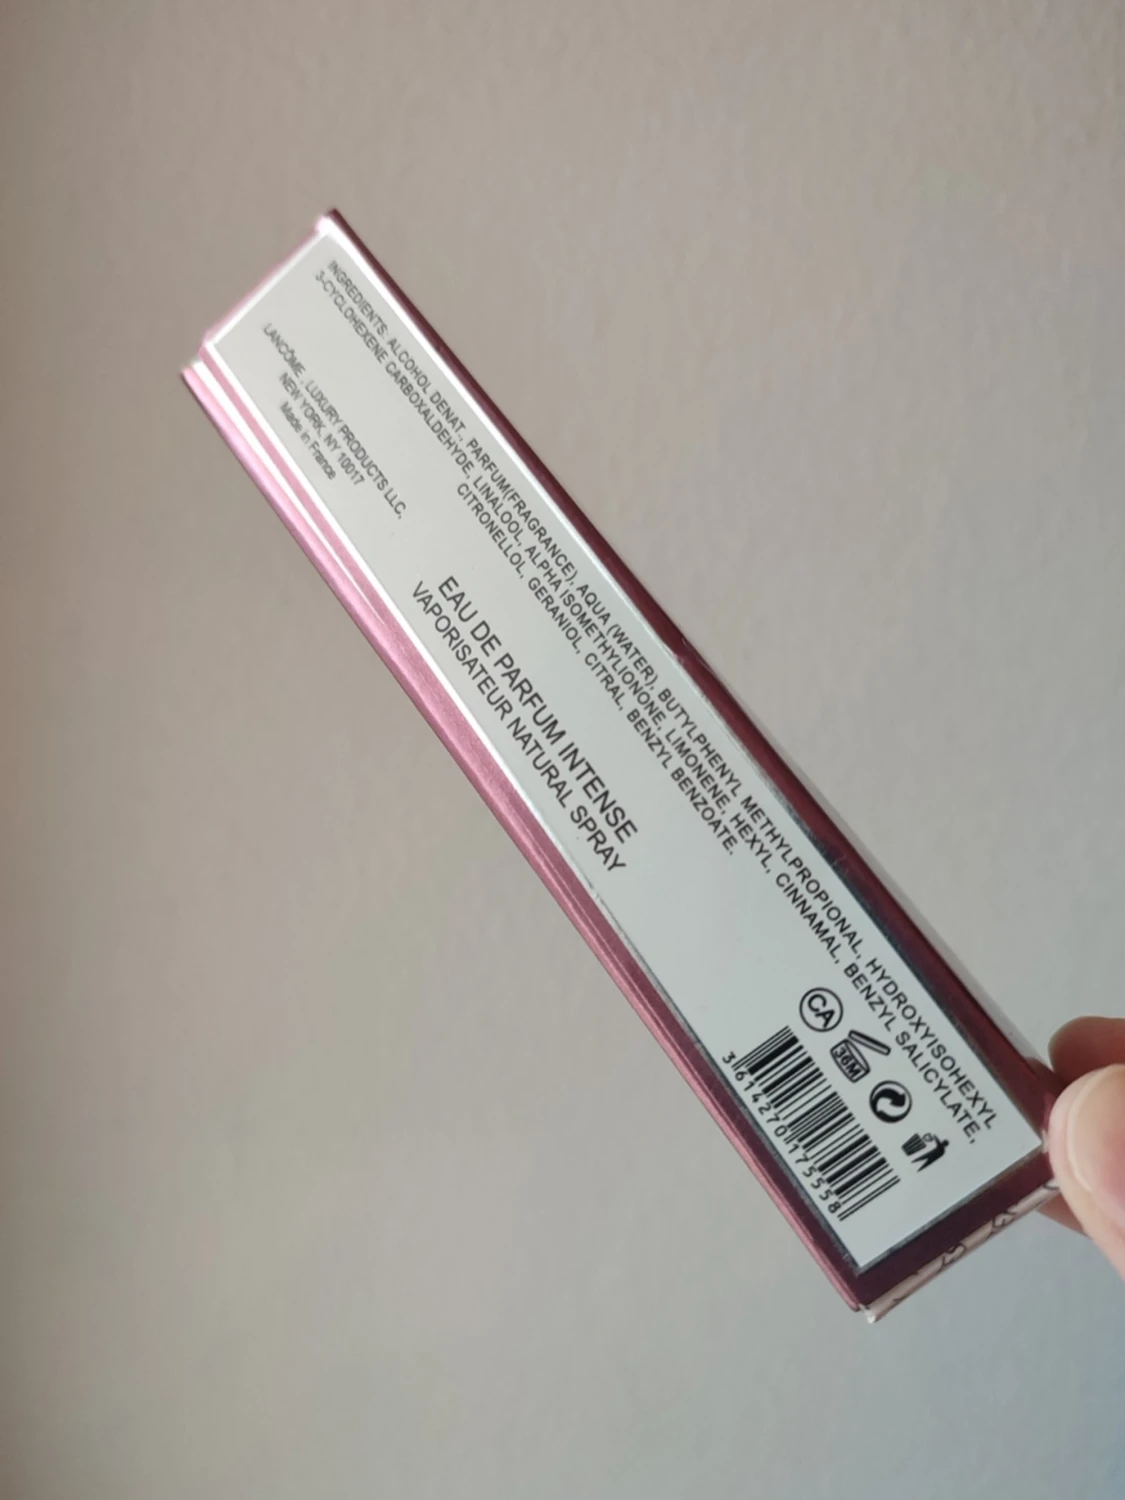 INGREDIENTS: ALCOHOL DENAT., PARFUM(FRAGRANCE), AQUA (WATER), BUTYLPHENYL METHYLPROPIONAL, HYDROXYISOHEXYL
3-CYCLOHEXENE CARBOXALDEHYDE, LINALOOL, ALPHA ISOMETHYLIONONE, LIMONENE, HEXYL, CINNAMAL, BENZYL SALICYLATE,
CITRONELLOL, GERANIOL, CITRAL, BENZYL BENZOATE.
LANCÔME , LUXURY PRODUCTS LLC,
NEW YORK, NY 10017
Made in France
EAU DE PARFUM INTENSE
VAPORISATEUR NATURAL SPRAY
CA
36M
3614270175558